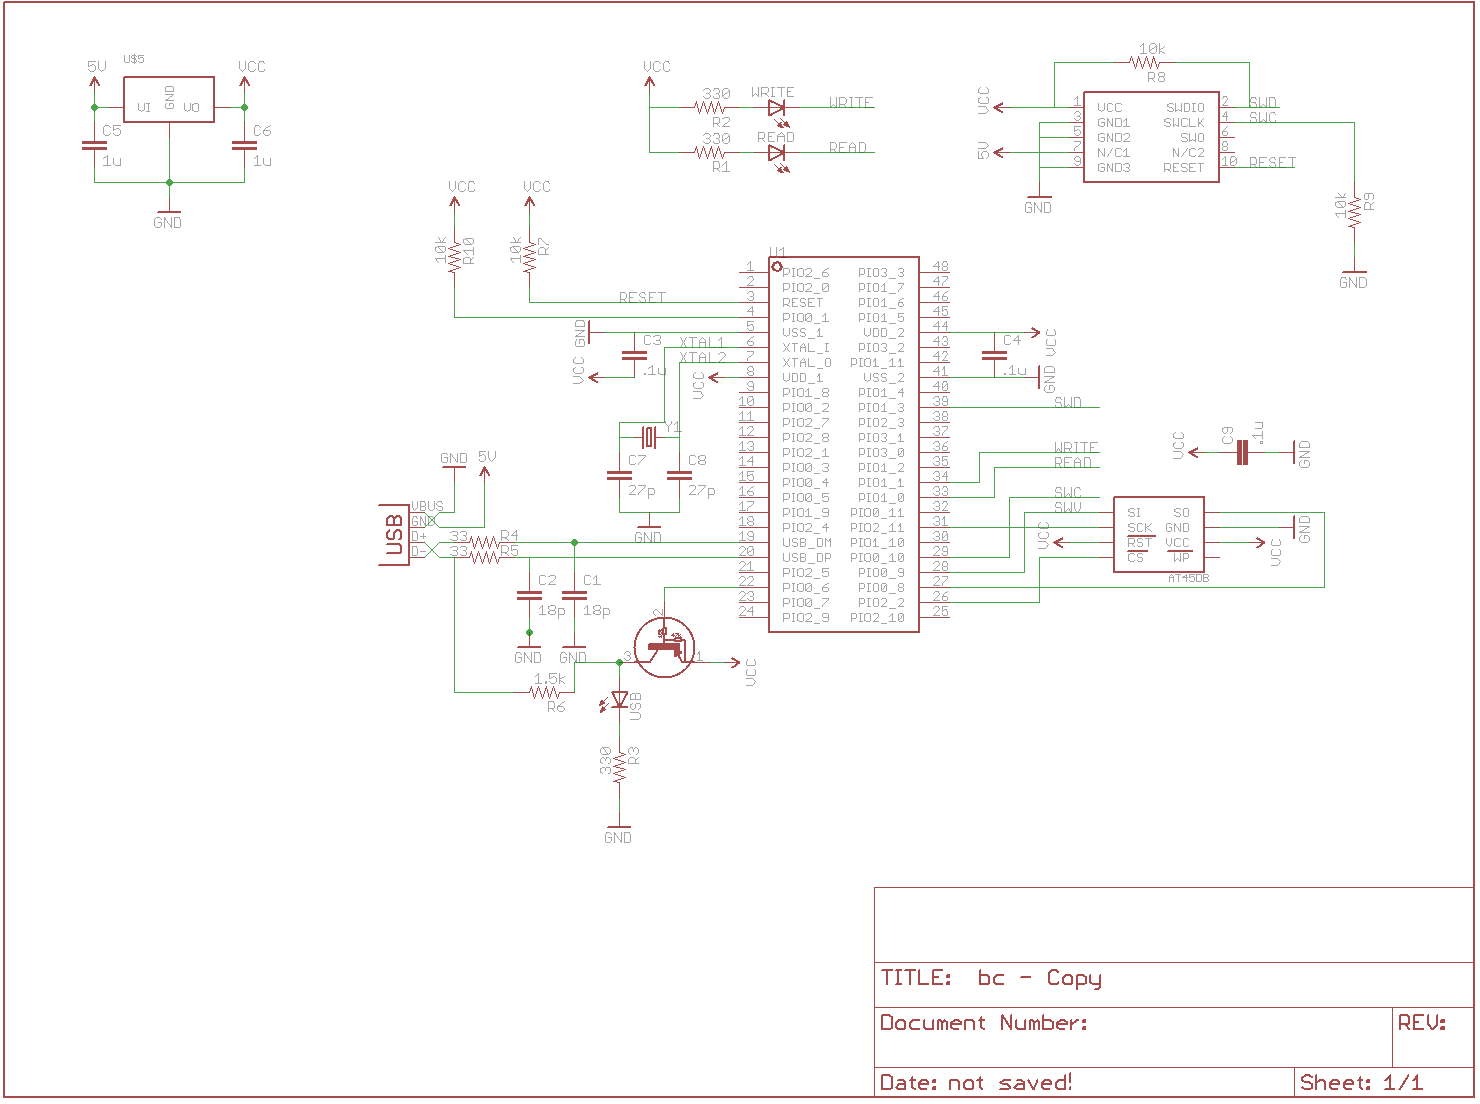 U$5
5V
VCC
VI
GND
VO
C5
1u
C6
1u
GND
VCC
330
R2
WRITE
WRITE
330
R1
READ
READ
10k
R8
VCC
5V
1 VCC SWDIO 2 SWD
3 GND1 SWCLK 4 SWC
5 GND2 SWO 6
7 N/C1 N/C2 8
9 GND3 RESET 10 RESET
GND
10k
R9
GND
VCC
VCC
10k
R10
10k
R7
RESET
U1
1 PIO2_6 PIO3_3 48
2 PIO2_0 PIO1_7 47
3 RESET PIO1_6 46
4 PIO0_1 PIO1_5 45
5 VSS_1 VDD_2 44
6 XTAL_I PIO3_2 43
7 XTAL_O PIO1_11 42
8 VDD_1 VSS_2 41
9 PIO1_8 PIO1_4 40
10 PIO0_2 PIO1_3 39
11 PIO2_7 PIO2_3 38
12 PIO2_8 PIO3_1 37
13 PIO2_1 PIO3_0 36
14 PIO0_3 PIO1_2 35
15 PIO0_4 PIO1_1 34
16 PIO0_5 PIO1_0 33
17 PIO1_9 PIO0_11 32
18 PIO2_4 PIO2_11 31
19 USB_DM PIO1_10 30
20 USB_DP PIO0_10 29
21 PIO2_5 PIO0_9 28
22 PIO0_6 PIO0_8 27
23 PIO0_7 PIO2_2 26
24 PIO2_9 PIO2_10 25
GND
C3
.1u
VCC
XTAL1
XTAL2
VCC
Y1
C7
27p
C8
27p
GND
C4
.1u
VCC
GND
SWD
WRITE
READ
SWC
SWV
VCC
C9
.1u
GND
SI SO
SCK GND
RST VCC
CS WP
AT45DB
VCC
GND
VCC
GND
5V
USB
VBUS
GND
D+
D-
33 R4
33 R5
C2
18p
C1
18p
GND
GND
2
3
1
VCC
1.5k
R6
USB
330
R3
GND
TITLE: bc - Copy
Document Number:
REV:
Date: not saved!
Sheet: 1/1